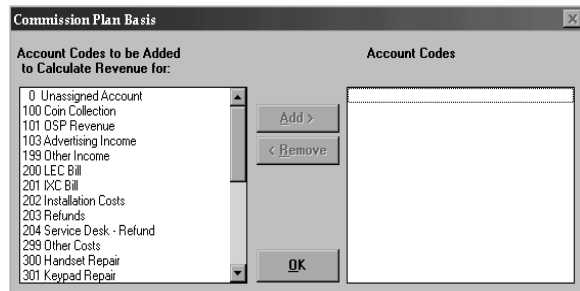 Commission Plan Basis
Account Codes to be Added
to Calculate Revenue for:
Account Codes
0 Unassigned Account
100 Coin Collection
101 OSP Revenue
103 Advertising Income
199 Other Income
200 LEC Bill
201 IXC Bill
202 Installation Costs
203 Refunds
204 Service Desk - Refund
299 Other Costs
300 Handset Repair
301 Keypad Repair
Add >
< Remove
OK